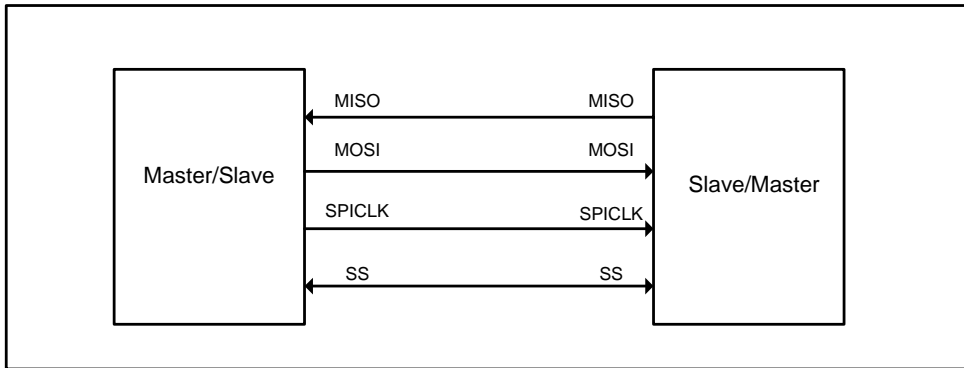 MISO MISO
MOSI MOSI
Master/Slave
Slave/Master
SPICLK SPICLK
SS SS